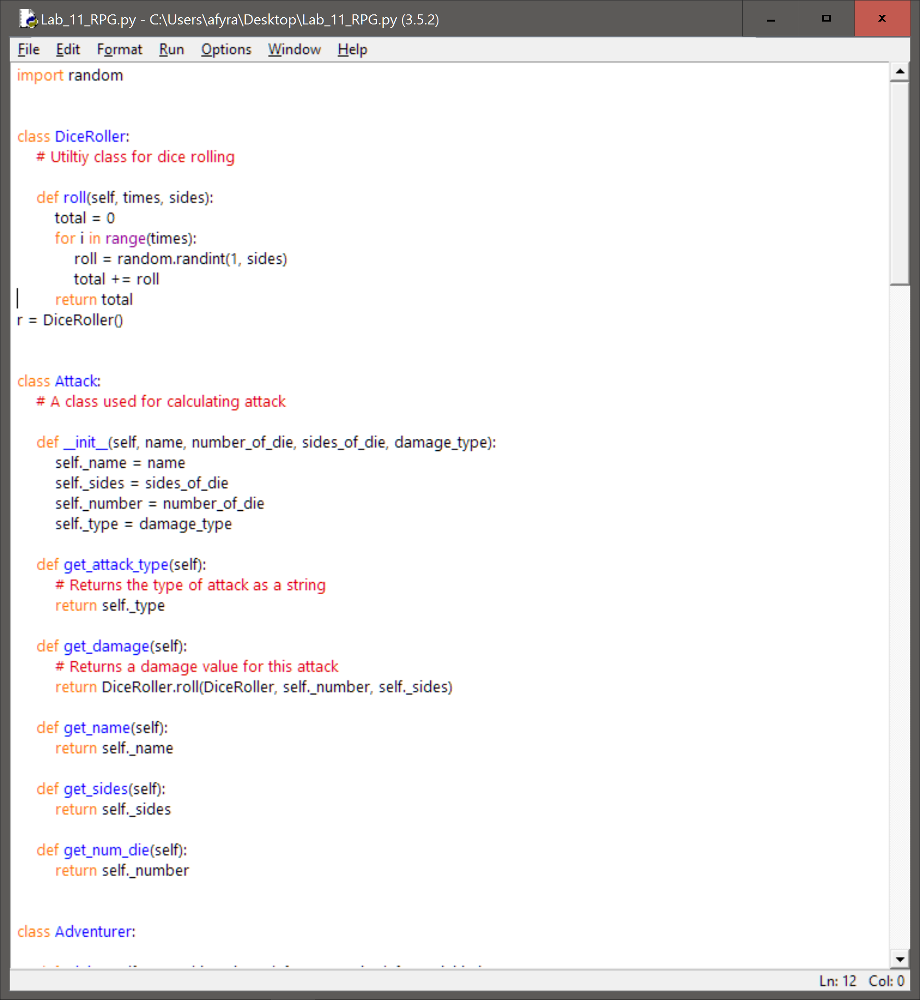 Lab_11_RPG.py - C:\Users\afyra\Desktop\Lab_11_RPG.py (3.5.2)
File Edit Format Run Options Window Help
import random
class DiceRoller:
    # Utiltiy class for dice rolling
    def roll(self, times, sides):
        total = 0
        for i in range(times):
            roll = random.randint(1, sides)
            total += roll
        return total
r = DiceRoller()
class Attack:
    # A class used for calculating attack
    def __init__(self, name, number_of_die, sides_of_die, damage_type):
        self._name = name
        self._sides = sides_of_die
        self._number = number_of_die
        self._type = damage_type
    def get_attack_type(self):
        # Returns the type of attack as a string
        return self._type
    def get_damage(self):
        # Returns a damage value for this attack
        return DiceRoller.roll(DiceRoller, self._number, self._sides)
    def get_name(self):
        return self._name
    def get_sides(self):
        return self._sides
    def get_num_die(self):
        return self._number
class Adventurer:
Ln: 12 Col: 0